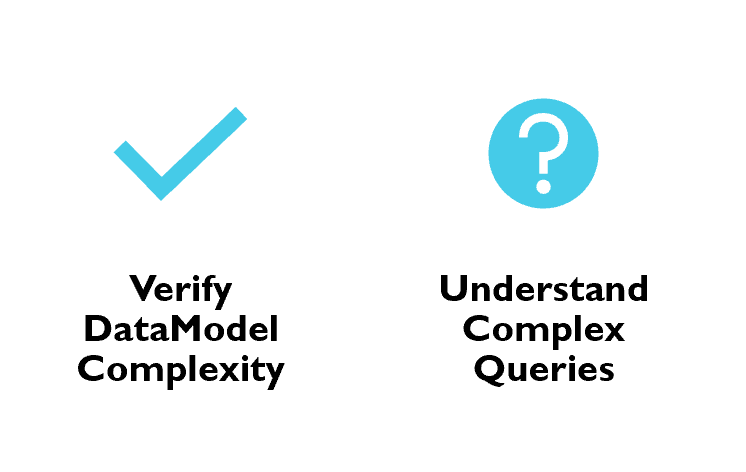 Verify
DataModel
Complexity
Understand
Complex
Queries